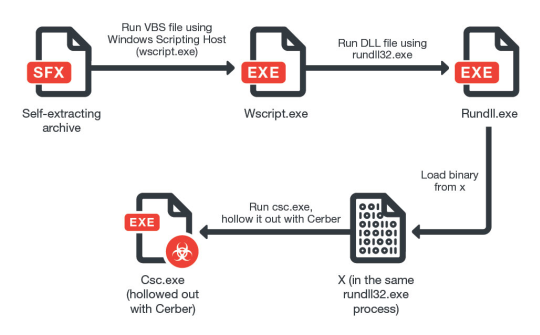 Run VBS file using
Windows Scripting Host
(wscript.exe)
Run DLL file using
rundll32.exe
SFX
EXE
EXE
Self-extracting
archive
Wscript.exe
Rundll.exe
Load binary
from x
Run csc.exe,
hollow it out with Cerber
EXE
Csc.exe
(hollowed out
with Cerber)
X (in the same
rundll32.exe
process)